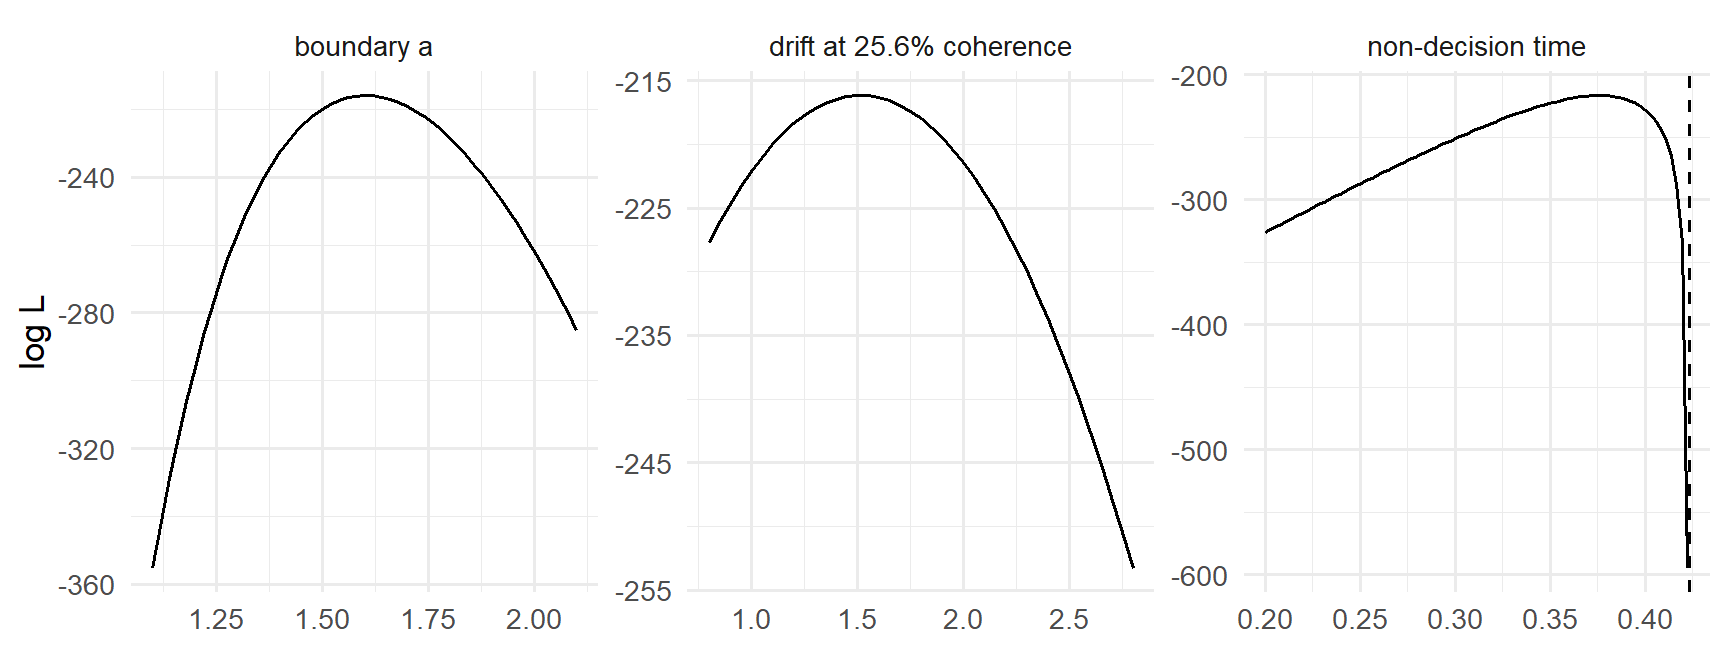 boundary a
drift at 25.6% coherence
non-decision time
log L
-240
-280
-320
-360
1.25 1.50 1.75 2.00
-215
-225
-235
-245
-255
1.0 1.5 2.0 2.5
-200
-300
-400
-500
-600
0.20 0.25 0.30 0.35 0.40